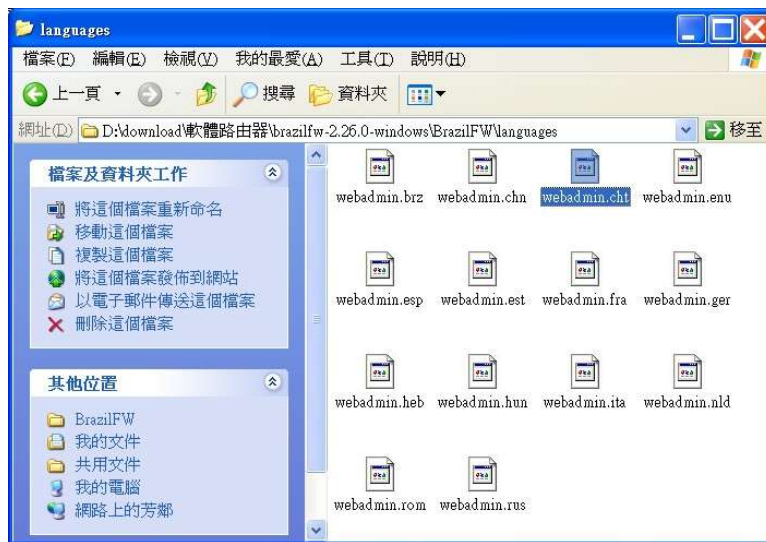 languages
檔案(F) 編輯(E) 檢視(V) 我的最愛(A) 工具(T) 說明(H)
上一頁 搜尋 資料夾
網址(D) D:\download\軟體路由器\brazilfw-2.26.0-windows\BrazilFW\languages 移至
檔案及資料夾工作
將這個檔案重新命名
移動這個檔案
複製這個檔案
將這個檔案發佈到網站
以電子郵件傳送這個檔案
刪除這個檔案
其他位置
BrazilFW
我的文件
共用文件
我的電腦
網路上的芳鄰
webadmin.brz webadmin.chn webadmin.cht webadmin.enu
webadmin.esp webadmin.est webadmin.fra webadmin.ger
webadmin.heb webadmin.hun webadmin.ita webadmin.nld
webadmin.rom webadmin.rus